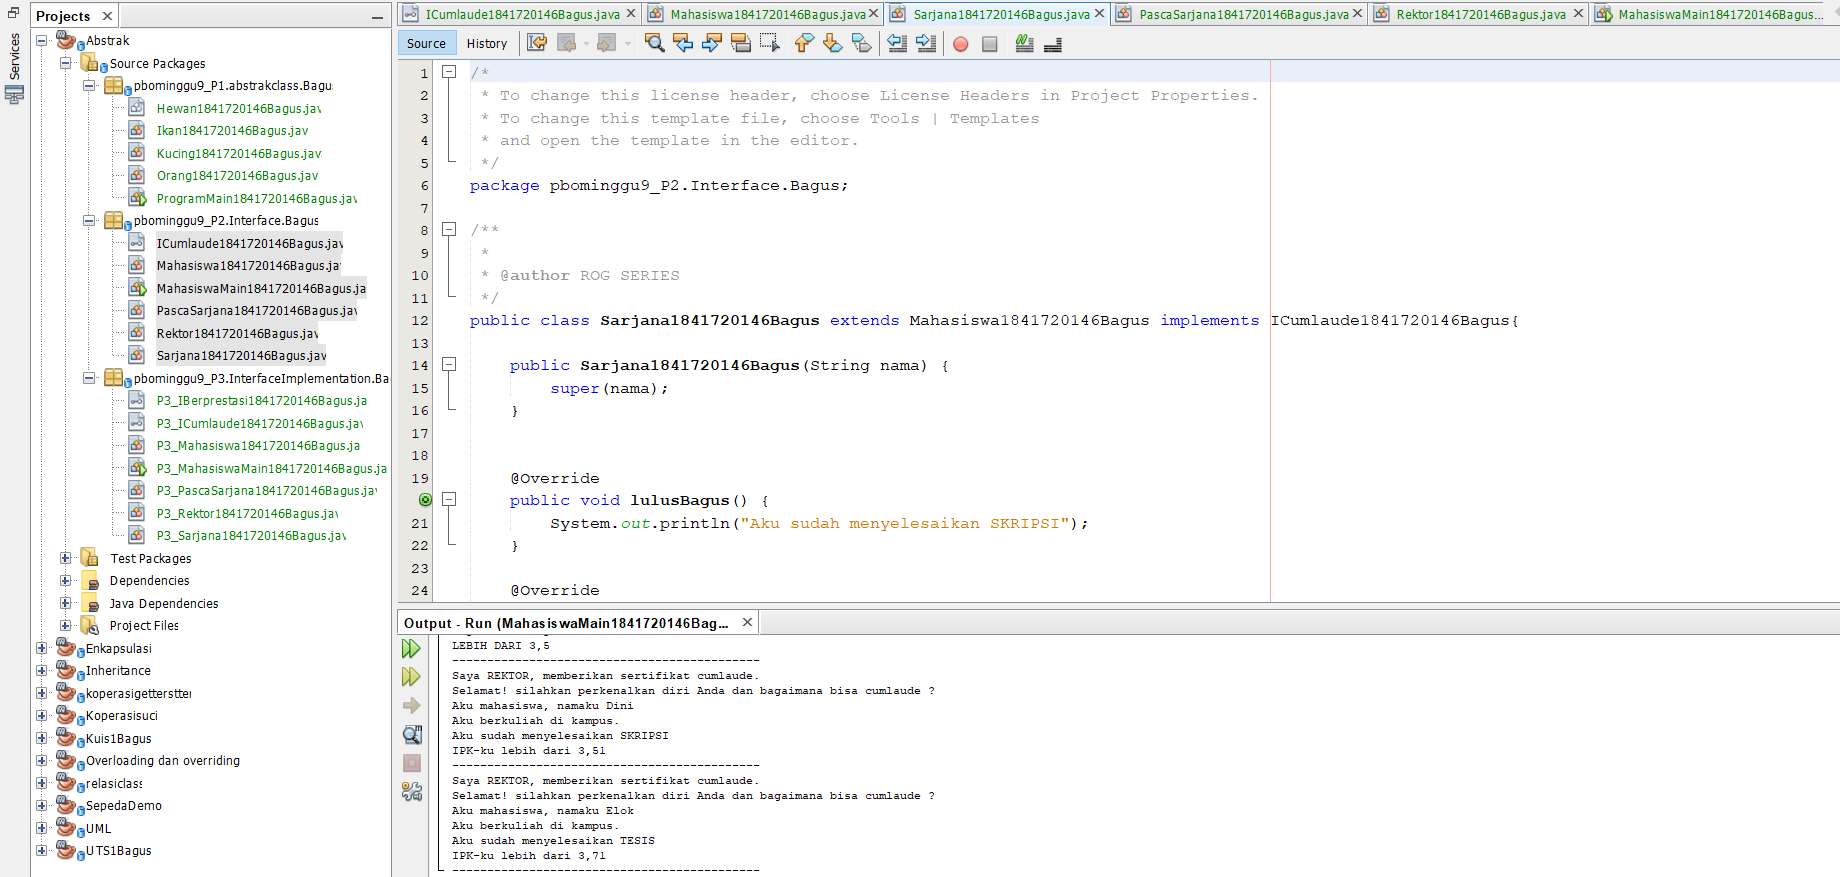 Services
Projects
Abstrak
Source Packages
pbominggu9_P1.abstrakclass.Bagu
Hewan1841720146Bagus.jav
Ikan1841720146Bagus.jav
Kucing1841720146Bagus.jav
Orang1841720146Bagus.jav
ProgramMain1841720146Bagus.jav
pbominggu9_P2.Interface.Bagus
ICumlaude1841720146Bagus.jav
Mahasiswa1841720146Bagus.ja
MahasiswaMain1841720146Bagus.ja
PascaSarjana1841720146Bagus.jav
Rektor1841720146Bagus.jav
Sarjana1841720146Bagus.jav
pbominggu9_P3.InterfaceImplementation.Ba
P3_IBerprestasi1841720146Bagus.ja
P3_ICumlaude1841720146Bagus.jav
P3_Mahasiswa1841720146Bagus.ja
P3_MahasiswaMain1841720146Bagus.ja
P3_PascaSarjana1841720146Bagus.jav
P3_Rektor1841720146Bagus.jav
P3_Sarjana1841720146Bagus.jav
Test Packages
Dependencies
Java Dependencies
Project Files
Enkapsulasi
Inheritance
koperasigetterstter
Koperasisuci
Kuis1Bagus
Overloading dan overriding
relasiclass
SepedaDemo
UML
UTS1Bagus
ICumlaude1841720146Bagus.java
Mahasiswa1841720146Bagus.java
Sarjana1841720146Bagus.java
PascaSarjana1841720146Bagus.java
Rektor1841720146Bagus.java
MahasiswaMain1841720146Bagus...
Source History
1 /*
2 * To change this license header, choose License Headers in Project Properties.
3 * To change this template file, choose Tools | Templates
4 * and open the template in the editor.
5 */
6 package pbominggu9_P2.Interface.Bagus;
7
8 /**
9 *
10 * @author ROG SERIES
11 */
12 public class Sarjana1841720146Bagus extends Mahasiswa1841720146Bagus implements ICumlaude1841720146Bagus{
13
14 public Sarjana1841720146Bagus(String nama) {
15 super(nama);
16 }
17
18
19 @Override
public void lulusBagus() {
21 System.out.println("Aku sudah menyelesaikan SKRIPSI");
22 }
23
24 @Override
Output - Run (MahasiswaMain1841720146Bag...
LEBIH DARI 3,5
--------------------------------------------
Saya REKTOR, memberikan sertifikat cumlaude.
Selamat! silahkan perkenalkan diri Anda dan bagaimana bisa cumlaude ?
Aku mahasiswa, namaku Dini
Aku berkuliah di kampus.
Aku sudah menyelesaikan SKRIPSI
IPK-ku lebih dari 3,51
--------------------------------------------
Saya REKTOR, memberikan sertifikat cumlaude.
Selamat! silahkan perkenalkan diri Anda dan bagaimana bisa cumlaude ?
Aku mahasiswa, namaku Elok
Aku berkuliah di kampus.
Aku sudah menyelesaikan TESIS
IPK-ku lebih dari 3,71
--------------------------------------------